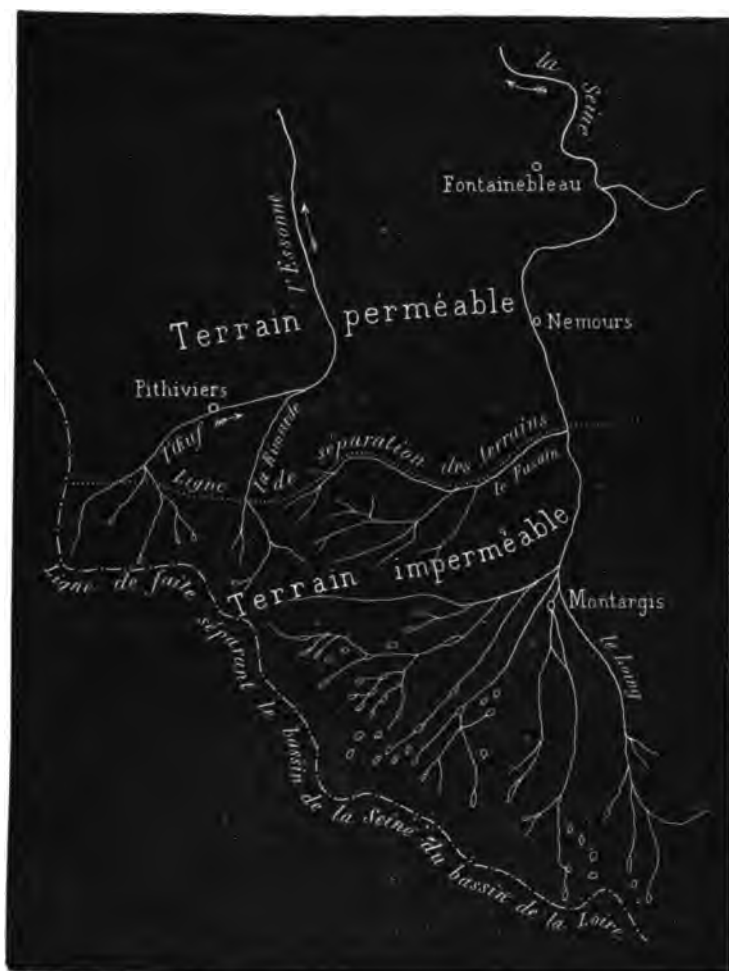 la Seine
Fontainebleau
l'Essonne
Terrain perméable
Nemours
Pithiviers
l'Œuf
la Rimarde
Ligne de séparation des terrains
le Fusain
Terrain imperméable
Ligne de faite séparant le bassin de la Seine du bassin de la Loire
Montargis
le Loing